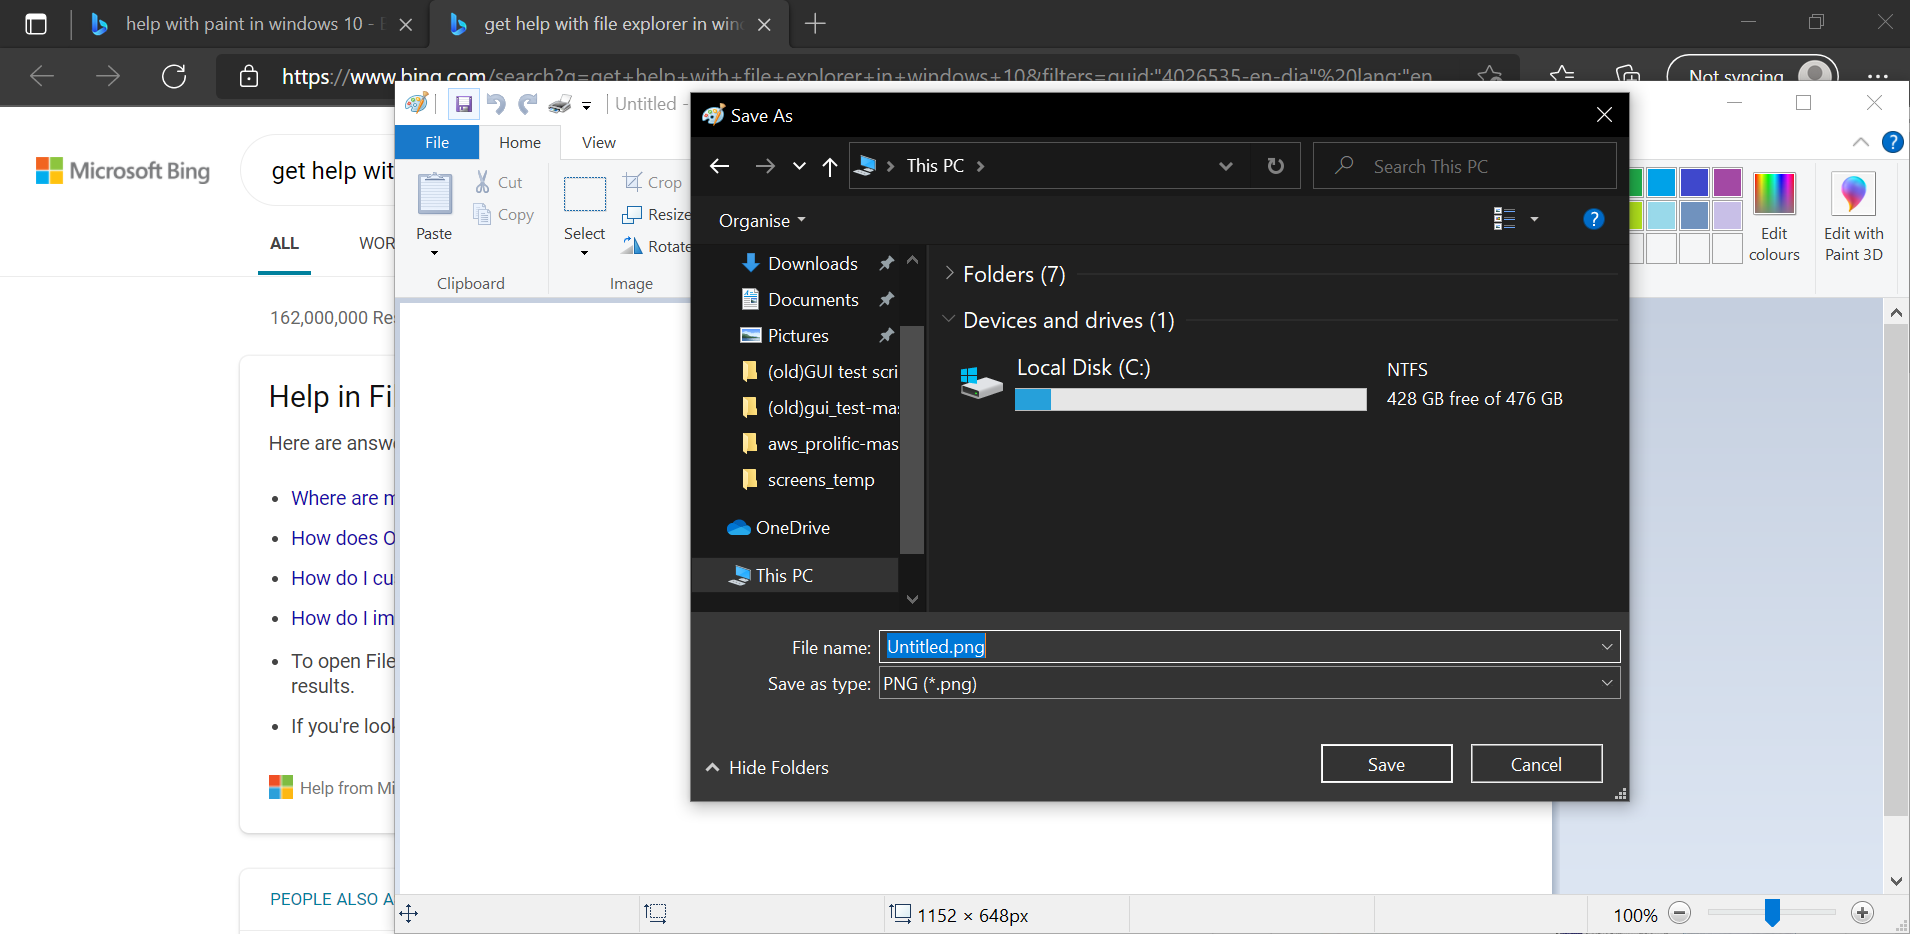 help with paint in windows 10 -
get help with file explorer in win
https://www.bing.com/search?q=get+help+with+file+explorer+in+windows+10&filters=guid:"4026535-en-dia"%20lang:"en
Not syncing
Microsoft Bing
get help wit
ALL
WOR
162,000,000 Re
Help in Fi
Here are answ
Where are m
How does O
How do I cu
How do I im
To open File
results.
If you're look
Help from Mi
PEOPLE ALSO A
Untitled -
File
Home
View
Paste
Cut
Copy
Clipboard
Select
Crop
Resize
Rotate
Image
Edit
colours
Edit with
Paint 3D
Save As
This PC
Search This PC
Organise
Downloads
Documents
Pictures
(old)GUI test scri
(old)gui_test-mas
aws_prolific-mas
screens_temp
OneDrive
This PC
Folders (7)
Devices and drives (1)
Local Disk (C:)
NTFS
428 GB free of 476 GB
File name: Untitled.png
Save as type: PNG (*.png)
Hide Folders
Save
Cancel
1152 × 648px
100%